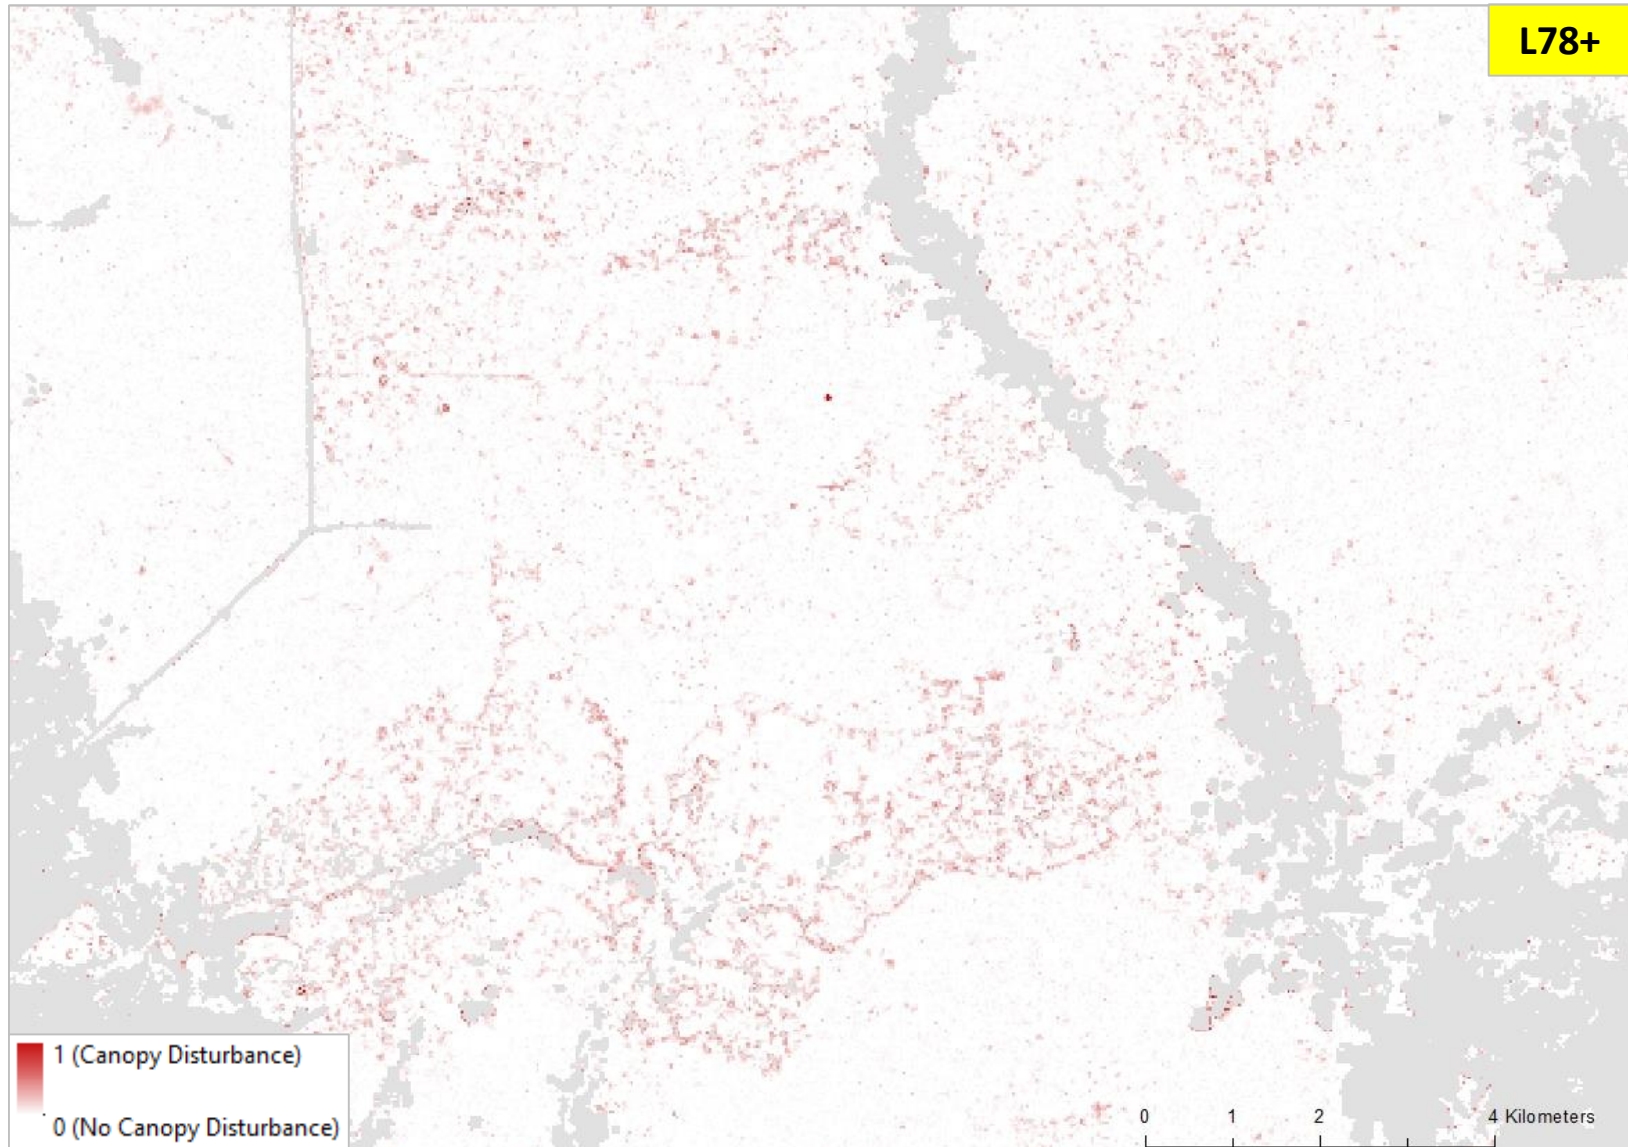 L78+
1 (Canopy Disturbance)
0 (No Canopy Disturbance)
0 1 2 4 Kilometers